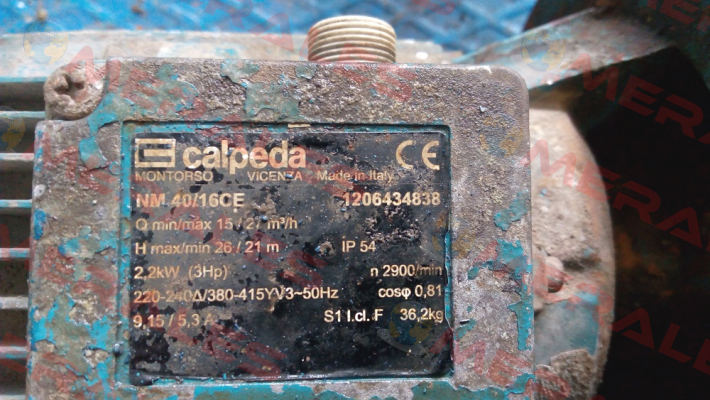 calpeda CE
MONTORSO VICENZA Made in Italy
NM 40/16CE 1206434838
Q min/max 15 / 27 m³/h
H max/min 26 / 21 m IP 54
2,2kW (3Hp) n 2900/min
220-240Δ/380-415YV3~50Hz cosφ 0,81
9,15 / 5,3 A S1 I.cl. F 36,2kg